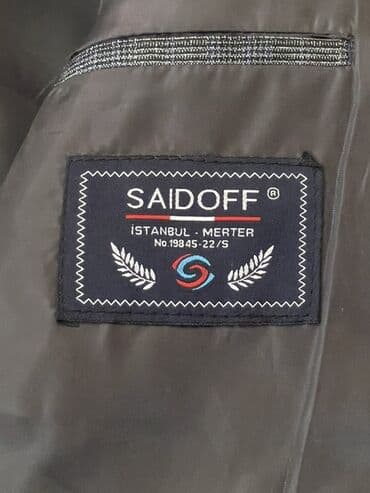 SAIDOFF ®
İSTANBUL - MERTER
No.19845-22/S